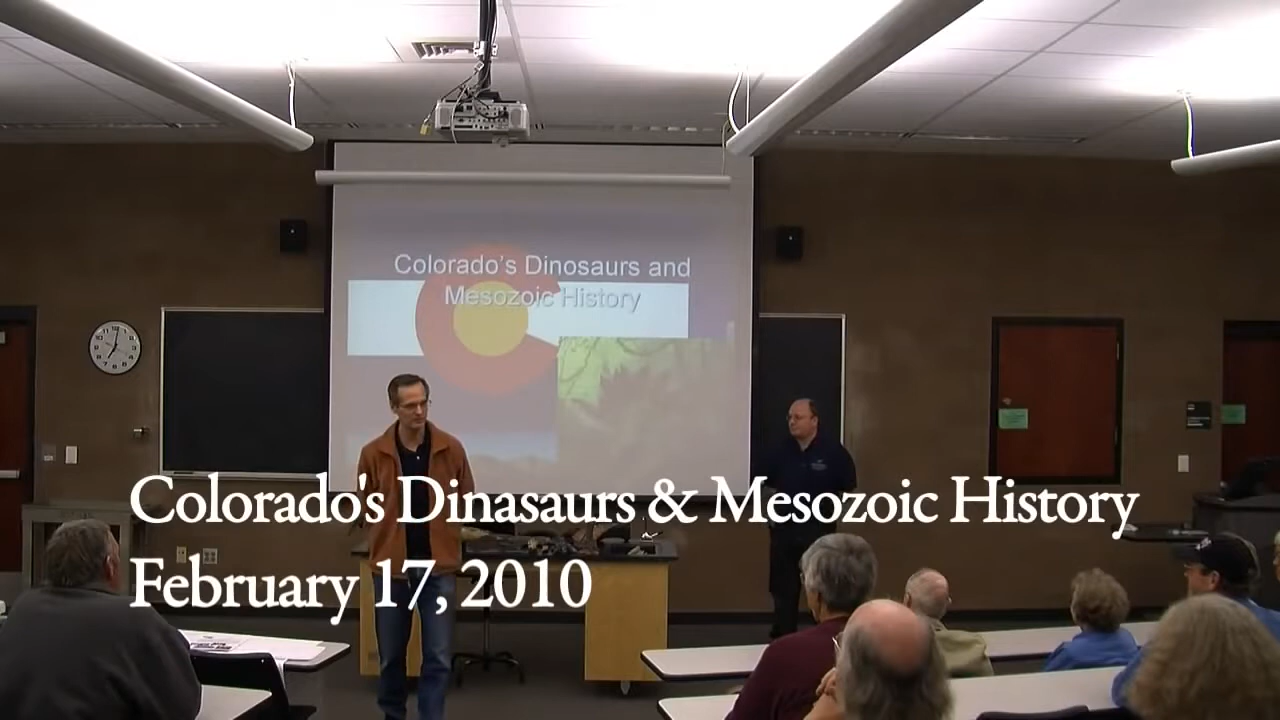 Colorado's Dinosaurs and
Mesozoic History
Colorado's Dinasaurs & Mesozoic History
February 17, 2010